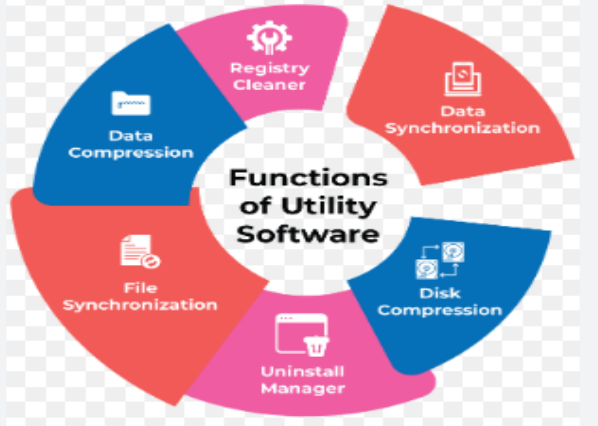 Functions
of Utility
Software
Registry
Cleaner
Data
Synchronization
Disk
Compression
Uninstall
Manager
File
Synchronization
Data
Compression